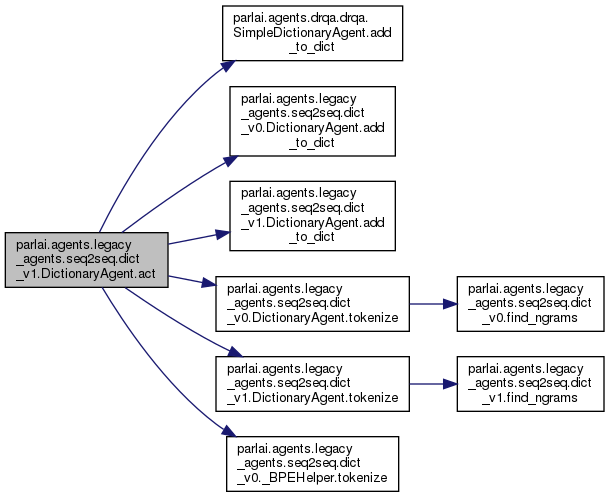 parlai.agents.drqa.drqa.
SimpleDictionaryAgent.add
_to_dict
parlai.agents.legacy
_agents.seq2seq.dict
_v0.DictionaryAgent.add
_to_dict
parlai.agents.legacy
_agents.seq2seq.dict
_v1.DictionaryAgent.add
_to_dict
parlai.agents.legacy
_agents.seq2seq.dict
_v1.DictionaryAgent.act
parlai.agents.legacy
_agents.seq2seq.dict
_v0.DictionaryAgent.tokenize
parlai.agents.legacy
_agents.seq2seq.dict
_v0.find_ngrams
parlai.agents.legacy
_agents.seq2seq.dict
_v1.DictionaryAgent.tokenize
parlai.agents.legacy
_agents.seq2seq.dict
_v1.find_ngrams
parlai.agents.legacy
_agents.seq2seq.dict
_v0._BPEHelper.tokenize